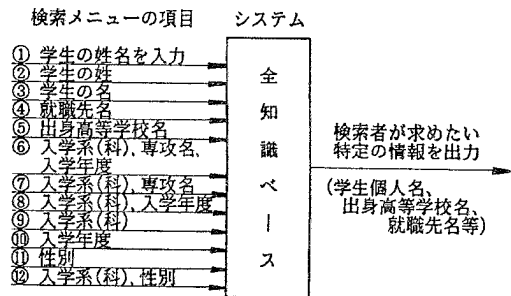 検索メニューの項目
システム
① 学生の姓名を入力
② 学生の姓
③ 学生の名
④ 就職先名
⑤ 出身高等学校名
⑥ 入学系(科)、専攻名、
入学年度
⑦ 入学系(科)、専攻名
⑧ 入学系(科)、入学年度
⑨ 入学系(科)
⑩ 入学年度
⑪ 性別
⑫ 入学系(科)、性別
全知識ベース
検索者が求めたい
特定の情報を出力
(学生個人名、
出身高等学校名、
就職先名等)